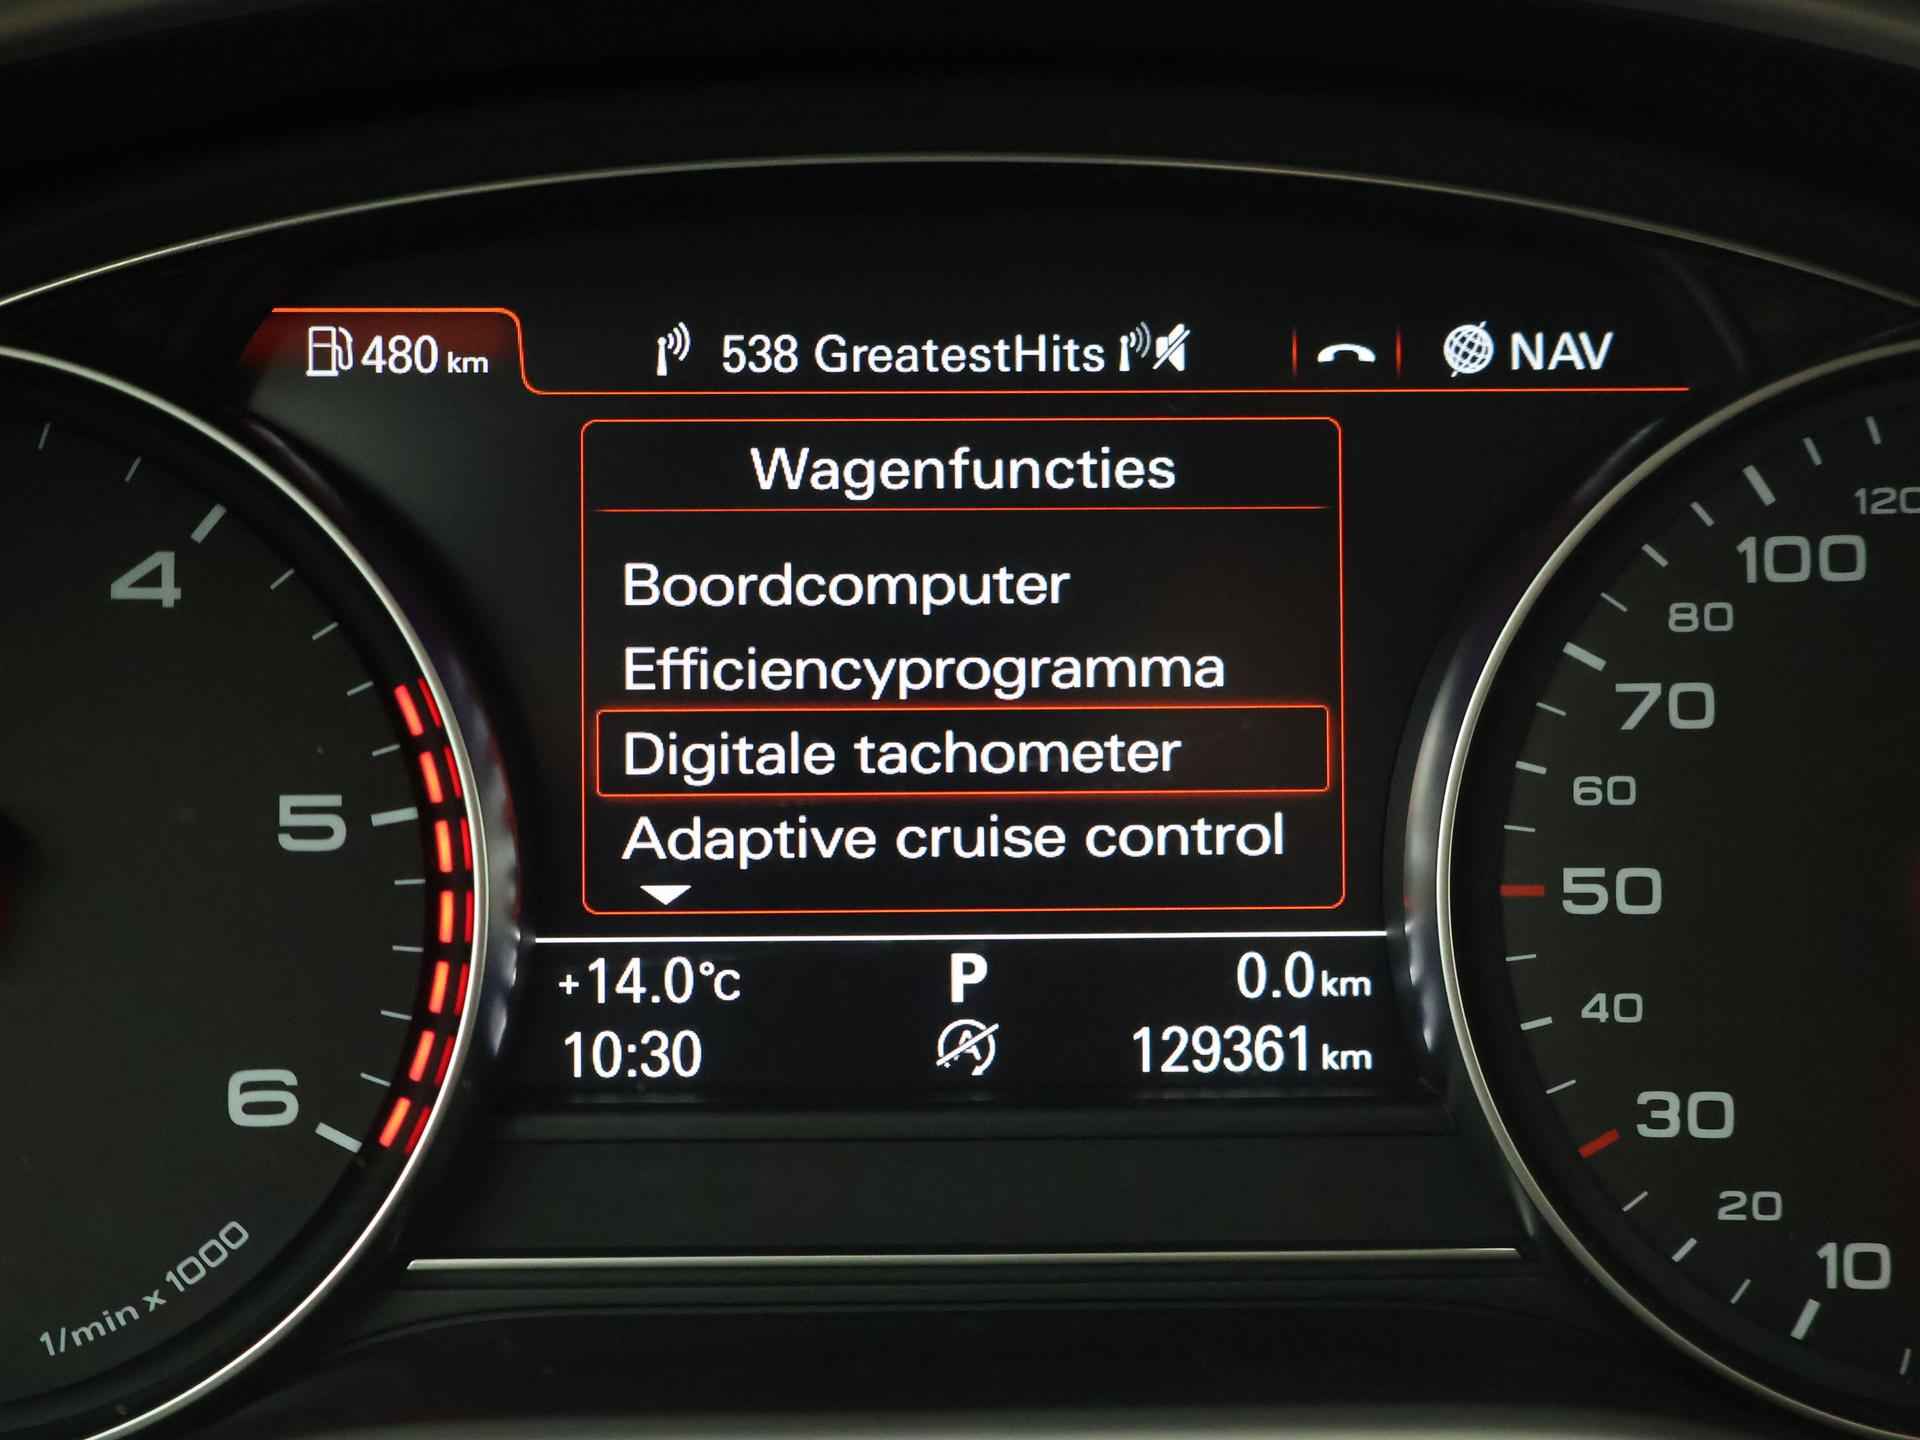 480 km
538 GreatestHits
NAV
Wagenfuncties
Boordcomputer
Efficiencyprogramma
Digitale tachometer
Adaptive cruise control
+14.0°C
P
0.0 km
10:30
A
129361 km
4
5
6
1/min x 1000
120
100
80
70
60
50
40
30
20
10